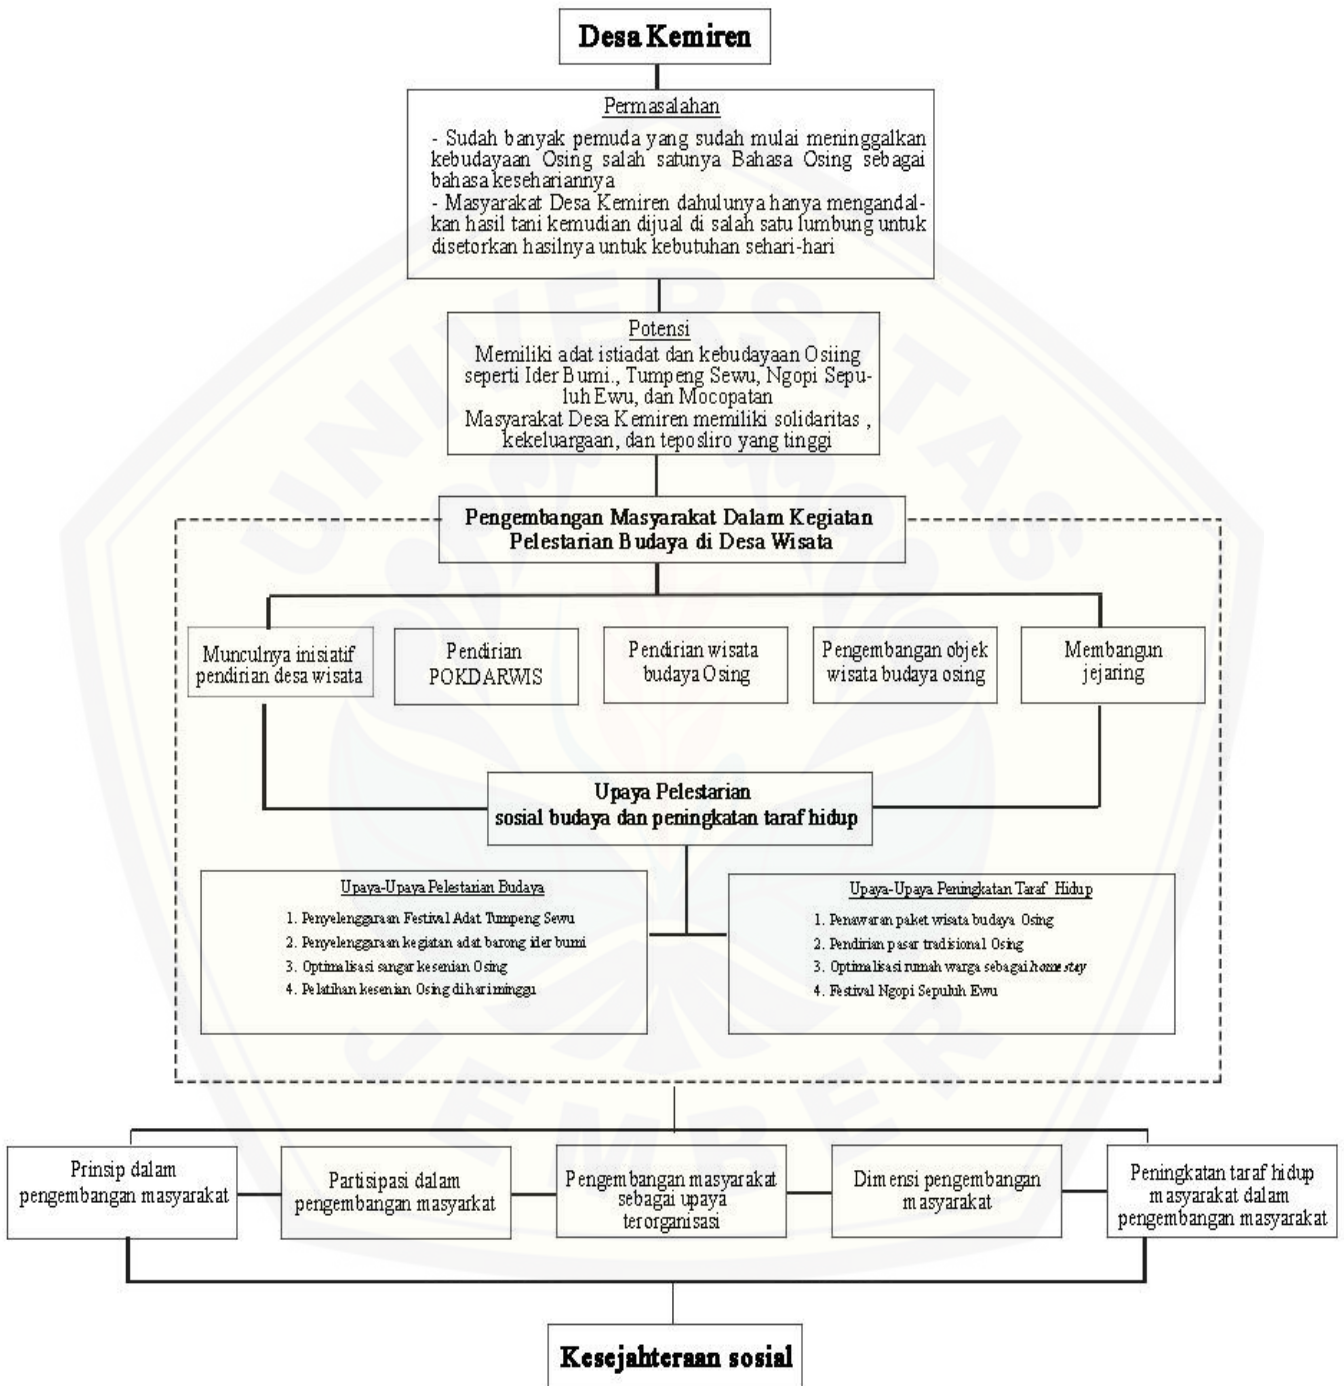 Desa Kemiren
Permasalahan
- Sudah banyak pemuda yang sudah mulai meninggalkan
kebudayaan Osing salah satunya Bahasa Osing sebagai
bahasa kesehariannya
- Masyarakat Desa Kemiren dahulunya hanya mengandal-
kan hasil tani kemudian dijual di salah satu lumbung untuk
disetorkan hasilnya untuk kebutuhan sehari-hari
Potensi
Memiliki adat istiadat dan kebudayaan Osiing
seperti Ider Bumi., Tumpeng Sewu, Ngopi Sepu-
luh Ewu, dan Mocopatan
Masyarakat Desa Kemiren memiliki solidaritas ,
kekeluargaan, dan teposliro yang tinggi
Pengembangan Masyarakat Dalam Kegiatan
Pelestarian Budaya di Desa Wisata
Munculnya inisiatif
pendirian desa wisata
Pendirian
POKDARWIS
Pendirian wisata
budaya Osing
Pengembangan objek
wisata budaya osing
Membangun
jejaring
Upaya Pelestarian
sosial budaya dan peningkatan taraf hidup
Upaya-Upaya Pelestarian Budaya
1. Penyelenggaraan Festival Adat Tumpeng Sewu
2. Penyelenggaraan kegiatan adat barong ider bumi
3. Optimalisasi sangar kesenian Osing
4. Pelatihan kesenian Osing di hari minggu
Upaya-Upaya Peningkatan Taraf Hidup
1. Penawaran paket wisata budaya Osing
2. Pendirian pasar tradisional Osing
3. Optimalisasi rumah warga sebagai home stay
4. Festival Ngopi Sepuluh Ewu
Prinsip dalam
pengembangan masyarakat
Partisipasi dalam
pengembangan masyarkat
Pengembangan masyarakat
sebagai upaya
terorganisasi
Dimensi pengembangan
masyarakat
Peningkatan taraf hidup
masyarakat dalam
pengembangan masyarakat
Kesejahteraan sosial
UNIVERSITAS
JEMBER